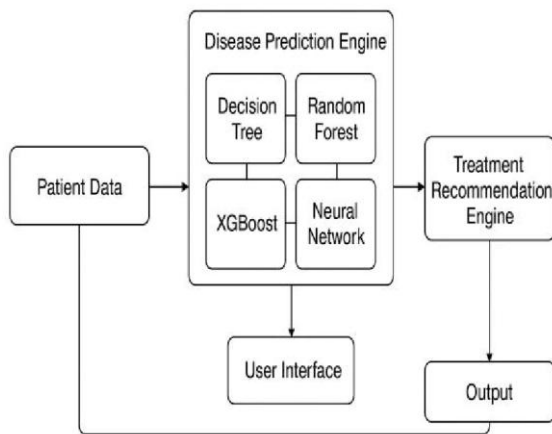 Disease Prediction Engine
Decision
Tree
Random
Forest
Patient Data
XGBoost
Neural
Network
Treatment
Recommendation
Engine
User Interface
Output